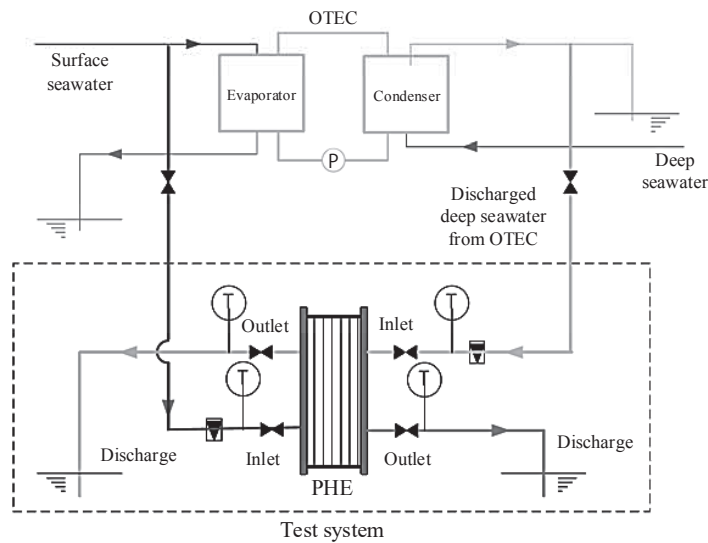 OTEC
Surface
seawater
Evaporator
Condenser
P
Deep
seawater
Discharged
deep seawater
from OTEC
T
Outlet
Inlet
T
T
T
Discharge
Inlet
PHE
Outlet
Discharge
Test system